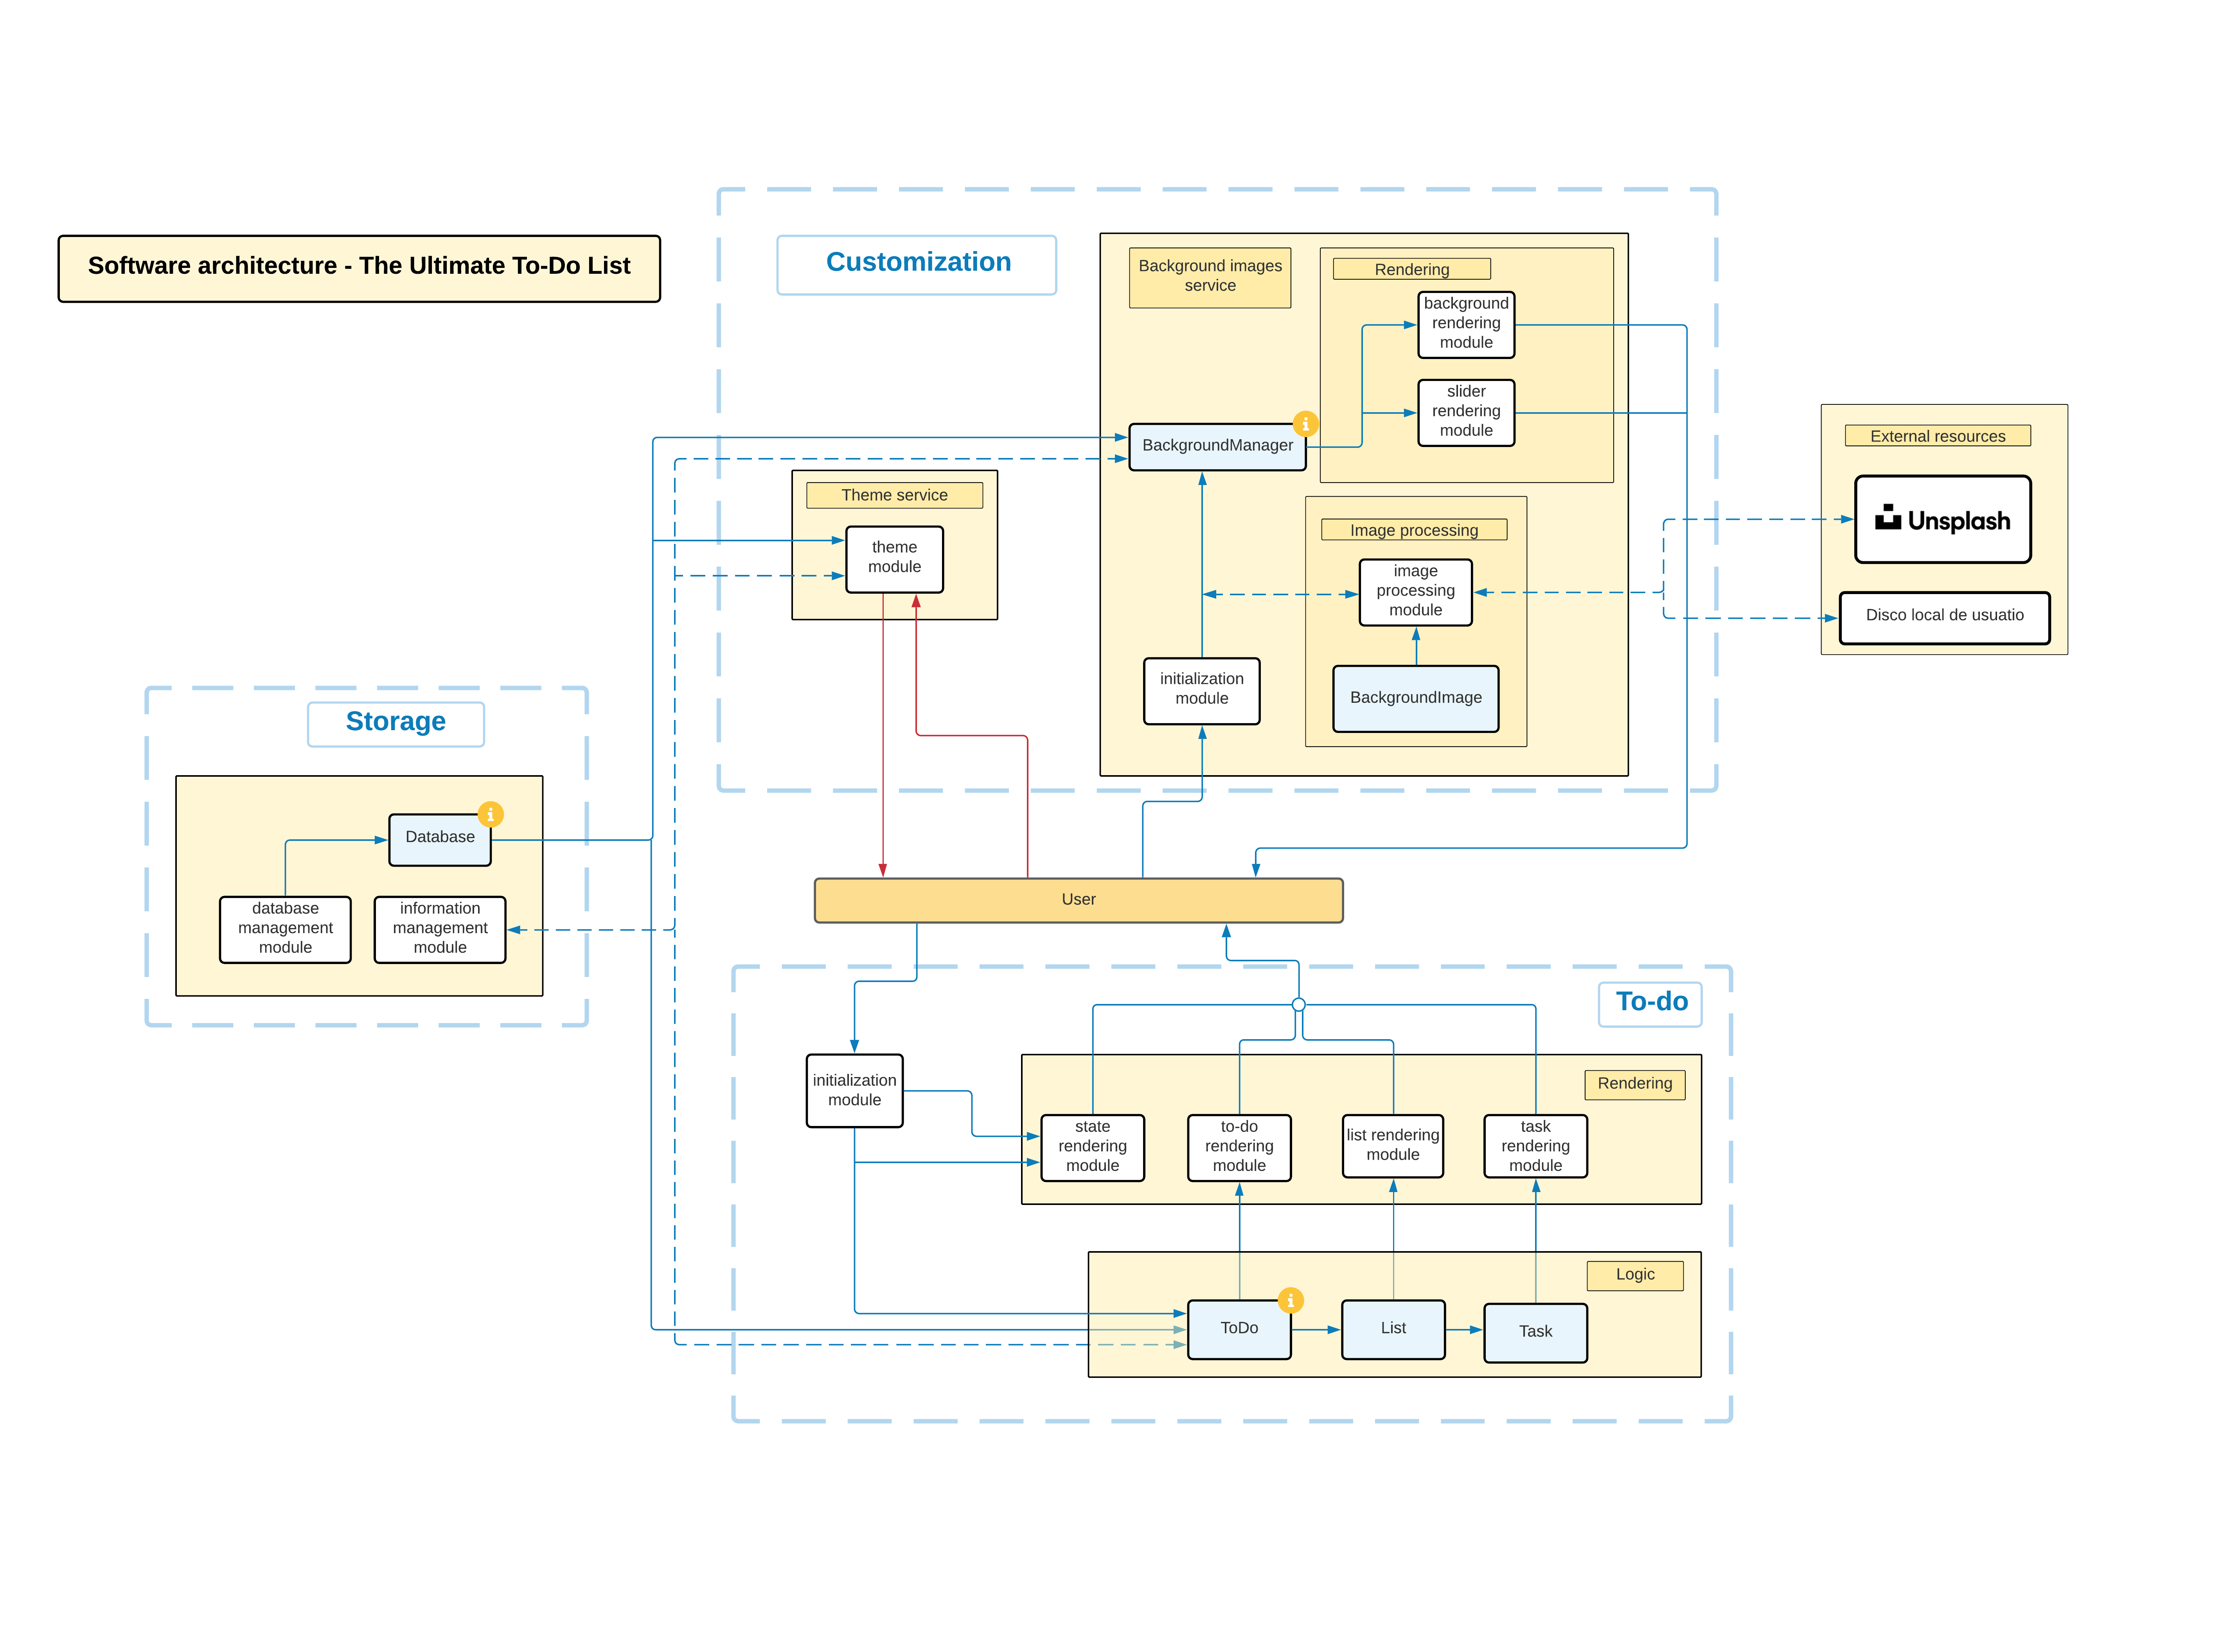 Software architecture - The Ultimate To-Do List
Customization
Background images
service
Rendering
background
rendering
module
slider
rendering
module
BackgroundManager
Theme service
theme
module
Image processing
image
processing
module
BackgroundImage
initialization
module
External resources
Unsplash
Disco local de usuatio
Storage
Database
database
management
module
information
management
module
User
To-do
initialization
module
Rendering
state
rendering
module
to-do
rendering
module
list rendering
module
task
rendering
module
Logic
ToDo
List
Task